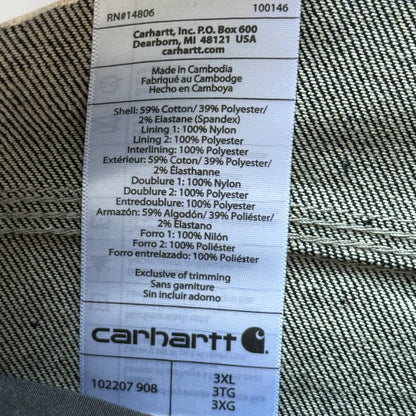 RN#14806 100146
Carhartt, Inc. P.O. Box 600
Dearborn, MI 48121 USA
carhartt.com
Made in Cambodia
Fabriqué au Cambodge
Hecho en Camboya
Shell: 59% Cotton/ 39% Polyester/
2% Elastane (Spandex)
Lining 1: 100% Nylon
Lining 2: 100% Polyester
Interlining: 100% Polyester
Extérieur: 59% Coton/ 39% Polyester/
2% Élasthanne
Doublure 1: 100% Nylon
Doublure 2: 100% Polyester
Entredoublure: 100% Polyester
Armazón: 59% Algodón/ 39% Poliéster/
2% Elastano
Forro 1: 100% Nilón
Forro 2: 100% Poliéster
Forro entrelazado: 100% Poliéster
Exclusive of trimming
Sans garniture
Sin incluir adorno
carhartt
102207 908
3XL
3TG
3XG